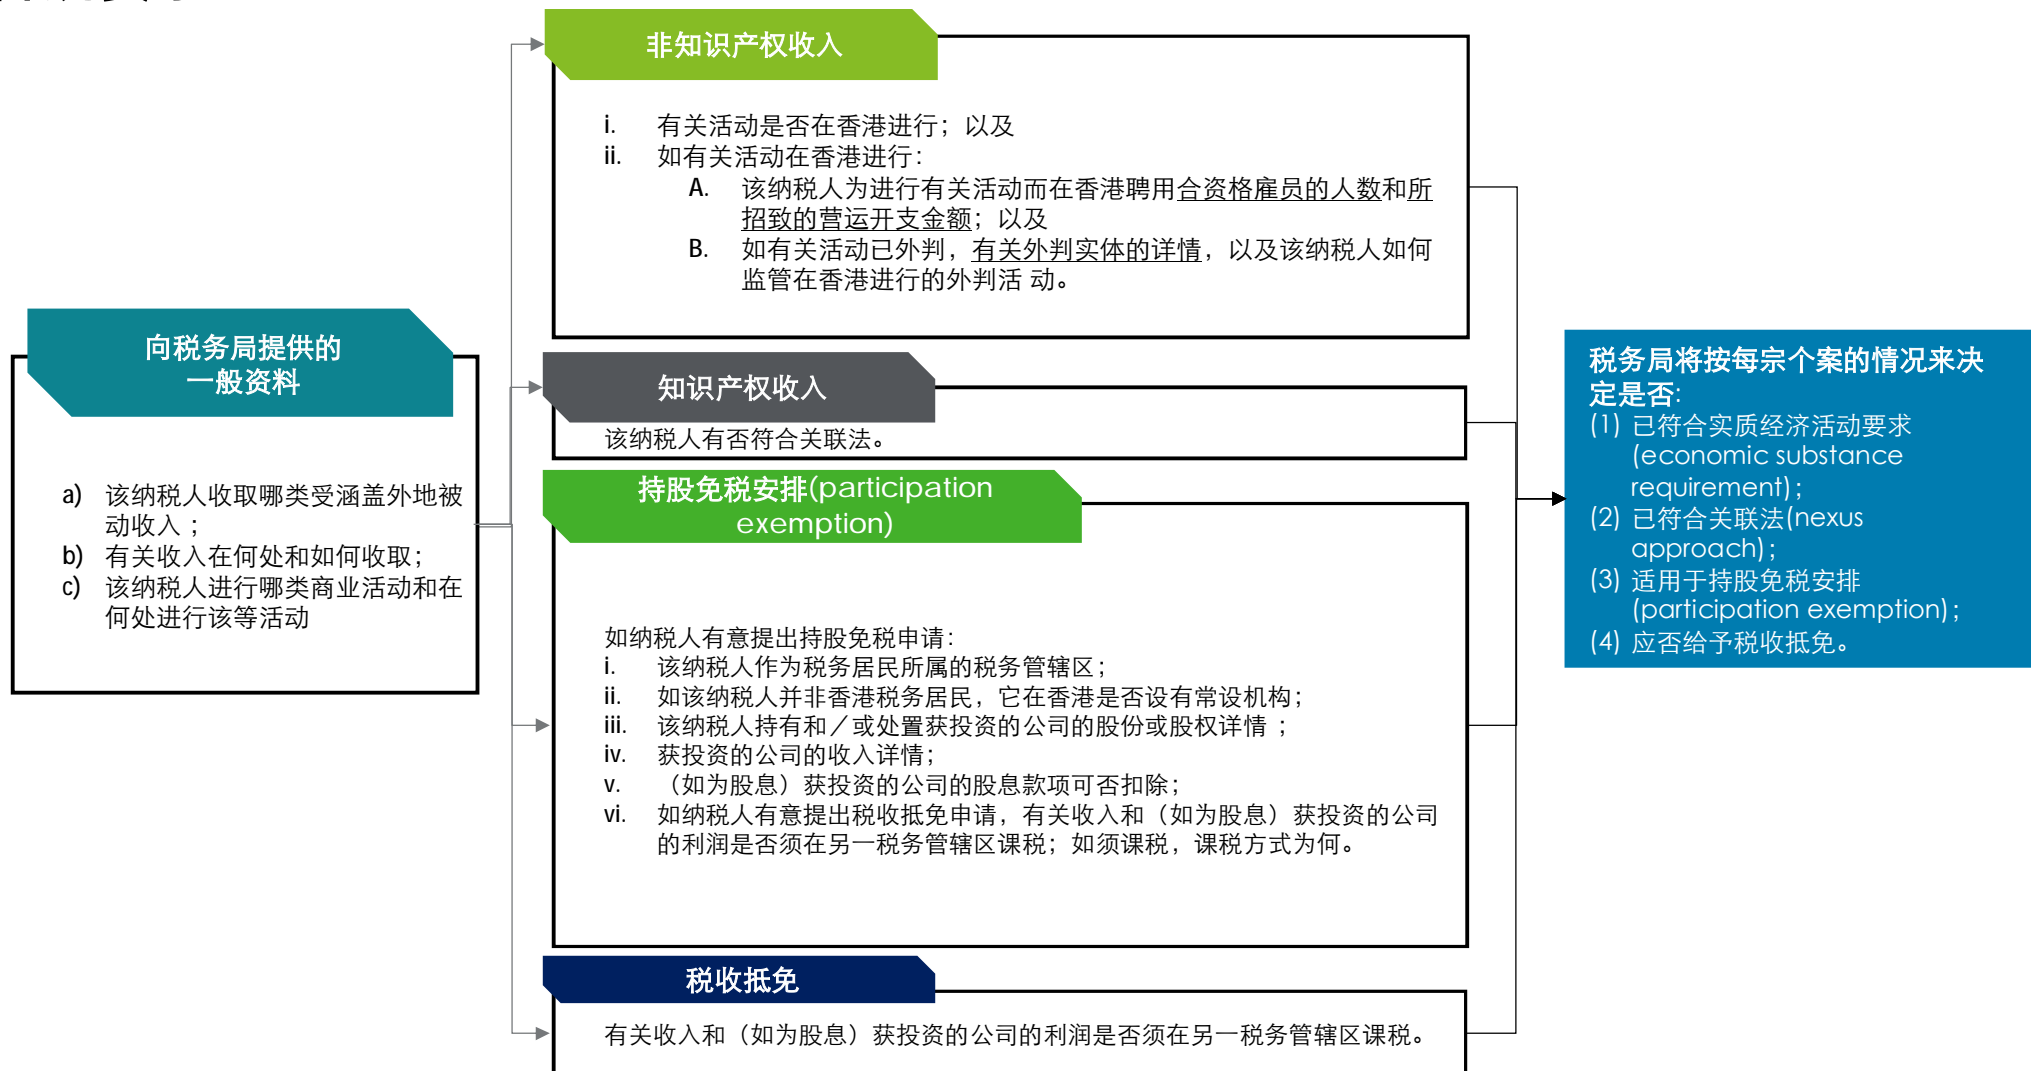 向税务局提供的
一般资料
a) 该纳税人收取哪类受涵盖外地被
动收入；
b) 有关收入在何处和如何收取；
c) 该纳税人进行哪类商业活动和在
何处进行该等活动
非知识产权收入
i. 有关活动是否在香港进行；以及
ii. 如有关活动在香港进行：
A. 该纳税人为进行有关活动而在香港聘用合资格雇员的人数和所
招致的营运开支金额；以及
B. 如有关活动已外判，有关外判实体的详情，以及该纳税人如何
监管在香港进行的外判活 动。
知识产权收入
该纳税人有否符合关联法。
持股免税安排(participation
exemption)
如纳税人有意提出持股免税申请：
i. 该纳税人作为税务居民所属的税务管辖区；
ii. 如该纳税人并非香港税务居民，它在香港是否设有常设机构；
iii. 该纳税人持有和／或处置获投资的公司的股份或股权详情 ；
iv. 获投资的公司的收入详情；
v. （如为股息）获投资的公司的股息款项可否扣除；
vi. 如纳税人有意提出税收抵免申请，有关收入和（如为股息）获投资的公司
的利润是否须在另一税务管辖区课税；如须课税，课税方式为何。
税收抵免
有关收入和（如为股息）获投资的公司的利润是否须在另一税务管辖区课税。
税务局将按每宗个案的情况来决
定是否:
(1) 已符合实质经济活动要求
(economic substance
requirement)；
(2) 已符合关联法(nexus
approach)；
(3) 适用于持股免税安排
(participation exemption)；
(4) 应否给予税收抵免。